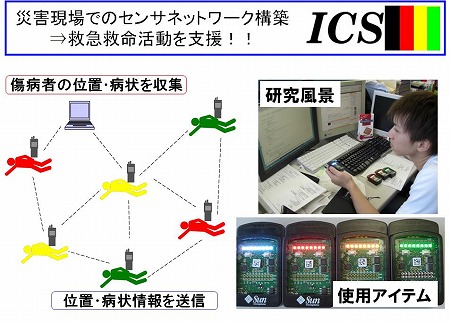 災害現場でのセンサネットワーク構築
⇒救急救命活動を支援！！
ICS
傷病者の位置・病状を収集
研究風景
位置・病状情報を送信
Sun
Sun
使用アイテム